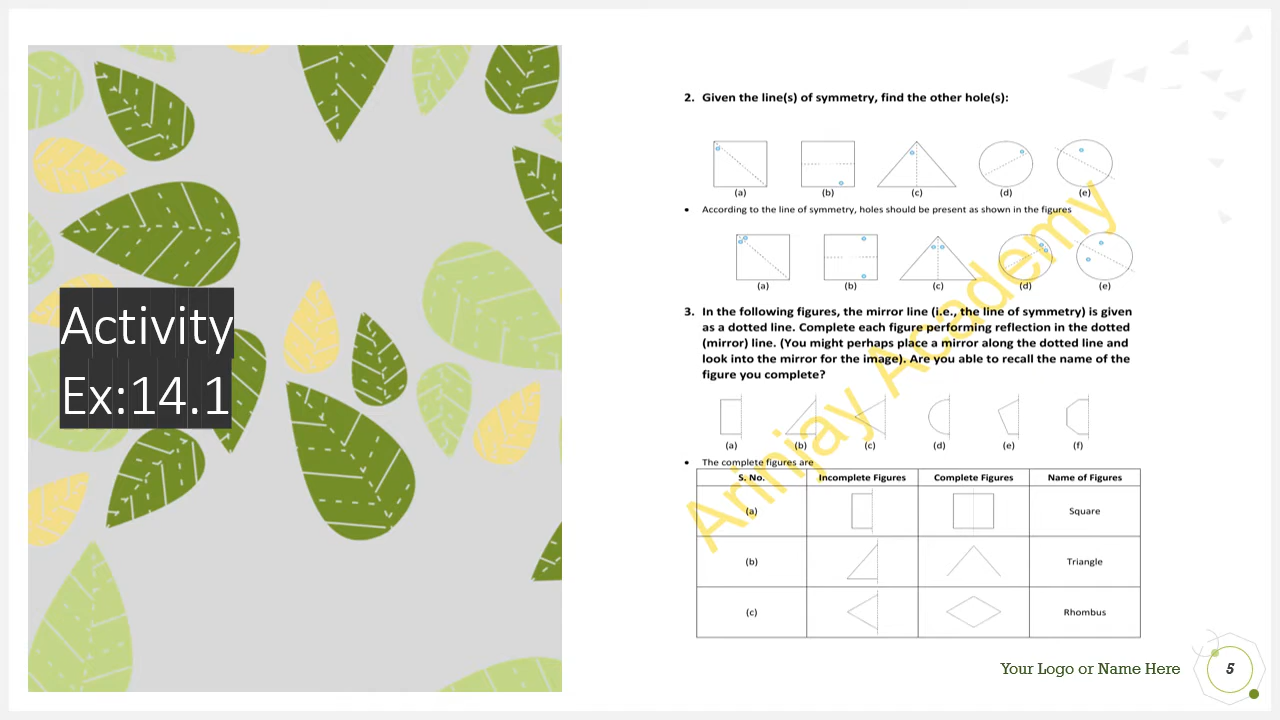 Activity
Ex:14.1
2. Given the line(s) of symmetry, find the other hole(s):
(a) (b) (c) (d) (e)
• According to the line of symmetry, holes should be present as shown in the figures
(a) (b) (c) (d) (e)
3. In the following figures, the mirror line (i.e., the line of symmetry) is given
as a dotted line. Complete each figure performing reflection in the dotted
(mirror) line. (You might perhaps place a mirror along the dotted line and
look into the mirror for the image). Are you able to recall the name of the
figure you complete?
(a) (b) (c) (d) (e) (f)
• The complete figures are
S. No. Incomplete Figures Complete Figures Name of Figures
(a) Square
(b) Triangle
(c) Rhombus
Arinjay Academy
Your Logo or Name Here 5